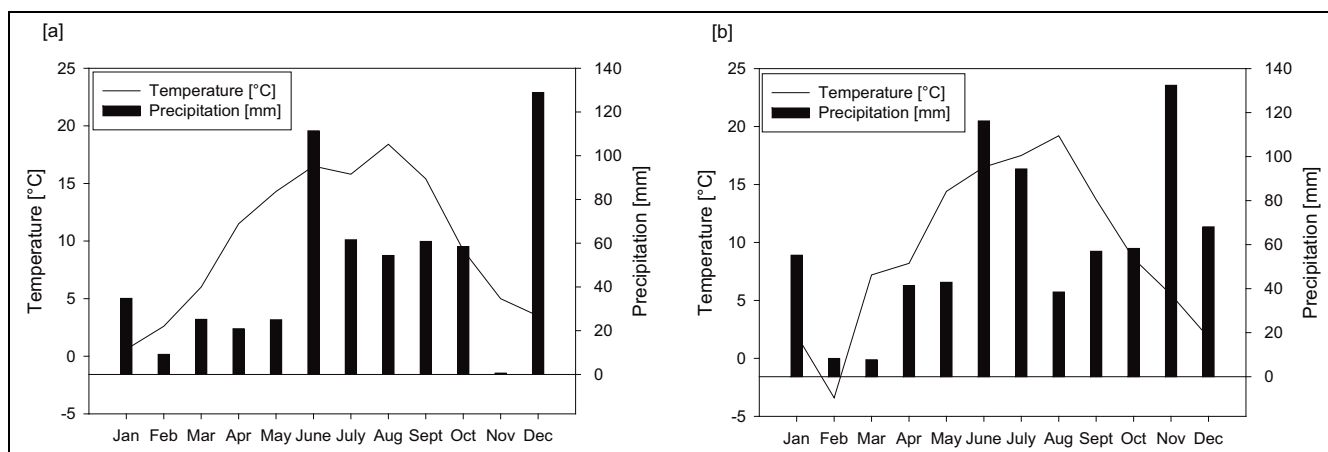 [a]
Temperature [°C]
Precipitation [mm]
25
20
15
10
5
0
-5
Temperature [°C]
140
120
100
80
60
40
20
0
Precipitation [mm]
Jan Feb Mar Apr May June July Aug Sept Oct Nov Dec
[b]
Temperature [°C]
Precipitation [mm]
25
20
15
10
5
0
-5
Temperature [°C]
140
120
100
80
60
40
20
0
Precipitation [mm]
Jan Feb Mar Apr May June July Aug Sept Oct Nov Dec